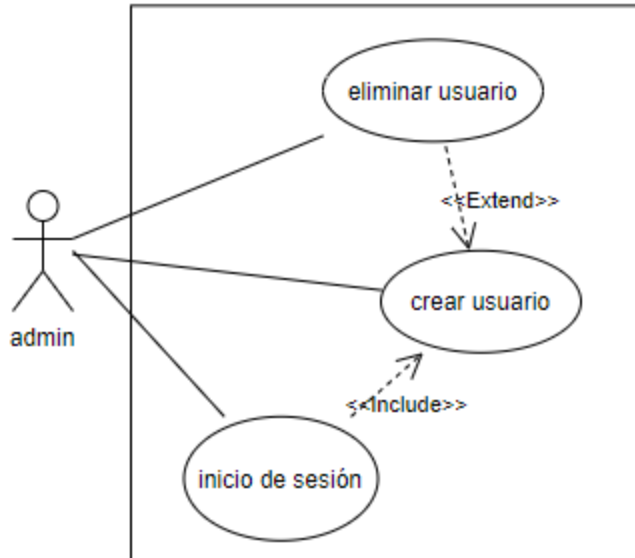 eliminar usuario
<<Extend>>
crear usuario
admin
<<Include>>
inicio de sesión